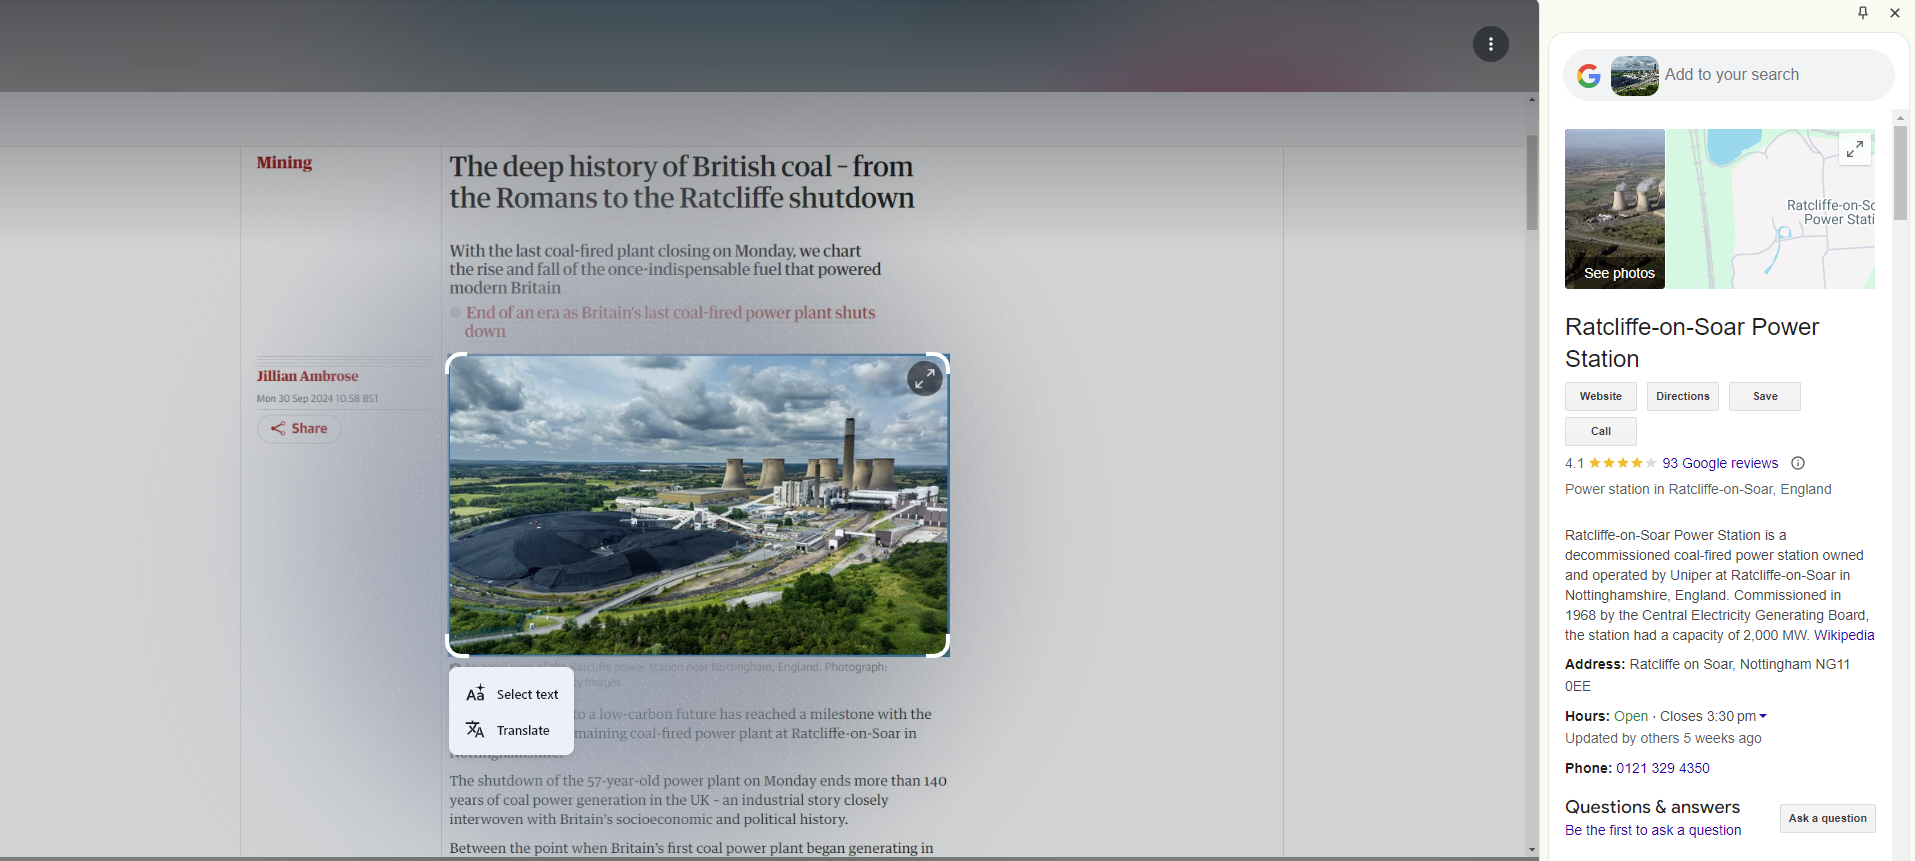 Add to your search
Mining
The deep history of British coal – from
the Romans to the Ratcliffe shutdown
With the last coal-fired plant closing on Monday, we chart
the rise and fall of the once-indispensable fuel that powered
modern Britain
End of an era as Britain's last coal-fired power plant shuts
down
Jillian Ambrose
Mon 30 Sep 2024 10.58 BST
Share
Ratcliffe power station near Nottingham, England. Photograph:
Images
Select text
Translate
to a low-carbon future has reached a milestone with the
coal-fired power plant at Ratcliffe-on-Soar in
The shutdown of the 57-year-old power plant on Monday ends more than 140
years of coal power generation in the UK – an industrial story closely
interwoven with Britain's socioeconomic and political history.
Between the point when Britain's first coal power plant began generating in
See photos
Ratcliffe-on-So
Power Stati
Ratcliffe-on-Soar Power
Station
Website
Directions
Save
Call
4.1
93 Google reviews
Power station in Ratcliffe-on-Soar, England
Ratcliffe-on-Soar Power Station is a
decommissioned coal-fired power station owned
and operated by Uniper at Ratcliffe-on-Soar in
Nottinghamshire, England. Commissioned in
1968 by the Central Electricity Generating Board,
the station had a capacity of 2,000 MW. Wikipedia
Address: Ratcliffe on Soar, Nottingham NG11
0EE
Hours: Open · Closes 3:30 pm
Updated by others 5 weeks ago
Phone: 0121 329 4350
Questions & answers
Be the first to ask a question
Ask a question